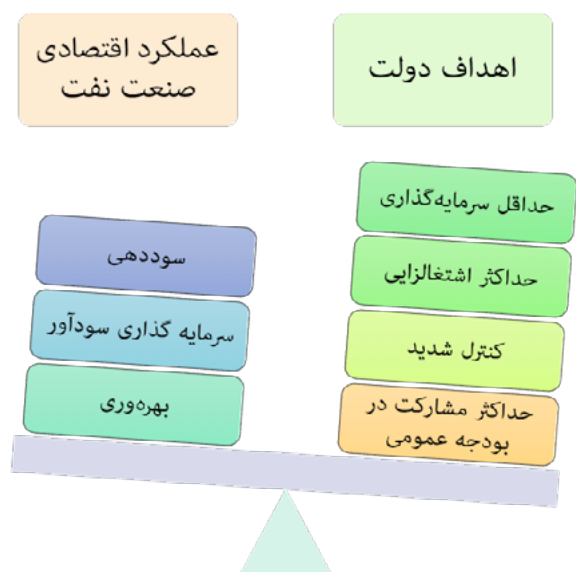 اهداف دولت
حداقل سرمایه‌گذاری
حداکثر اشتغالزایی
کنترل شدید
حداکثر مشارکت در
بودجه عمومی
عملکرد اقتصادی
صنعت نفت
سوددهی
سرمایه گذاری سودآور
بهره‌وری